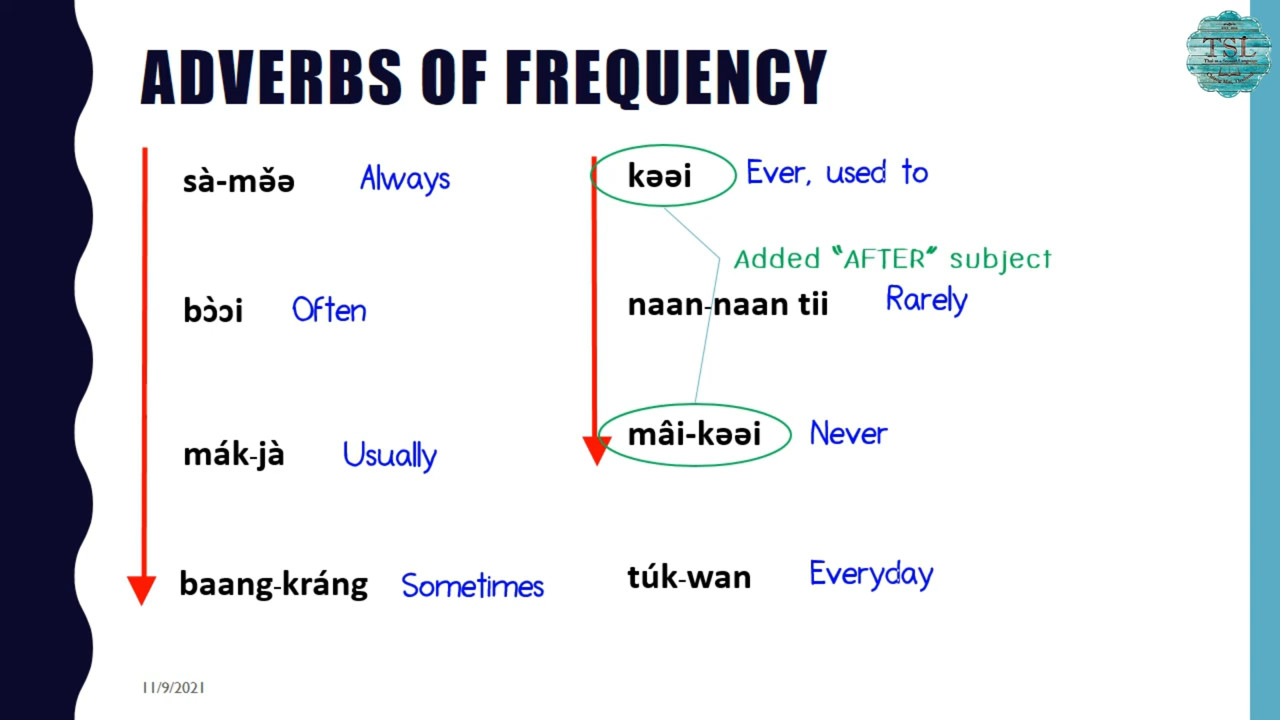 ADVERBS OF FREQUENCY
TSL
sà-mə̌ə Always
bɔ̀ɔi Often
mák-jà Usually
baang-kráng Sometimes
kəəi Ever, used to
Added “AFTER” subject
naan-naan tii Rarely
mâi-kəəi Never
túk-wan Everyday
11/9/2021